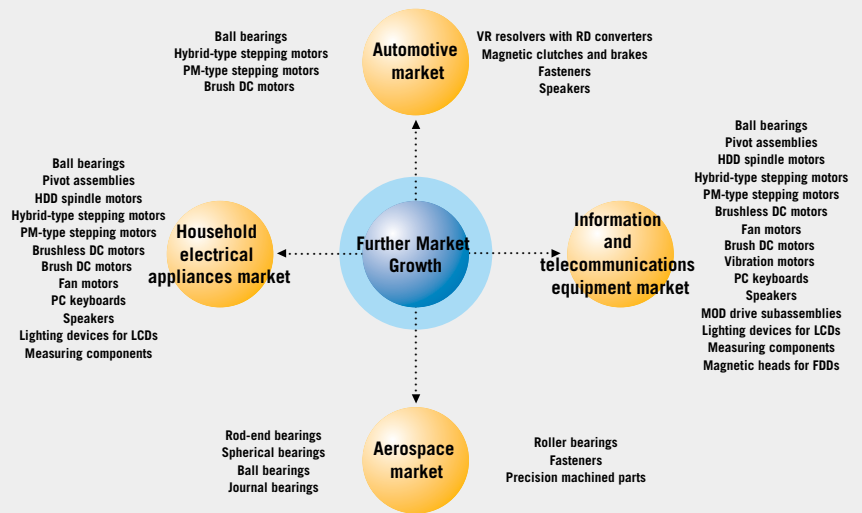 Ball bearings
Hybrid-type stepping motors
PM-type stepping motors
Brush DC motors
Automotive
market
VR resolvers with RD converters
Magnetic clutches and brakes
Fasteners
Speakers
Ball bearings
Pivot assemblies
HDD spindle motors
Hybrid-type stepping motors
PM-type stepping motors
Brushless DC motors
Brush DC motors
Fan motors
PC keyboards
Speakers
Lighting devices for LCDs
Measuring components
Household
electrical
appliances market
Further Market
Growth
Information
and
telecommunications
equipment market
Ball bearings
Pivot assemblies
HDD spindle motors
Hybrid-type stepping motors
PM-type stepping motors
Brushless DC motors
Fan motors
Brush DC motors
Vibration motors
PC keyboards
Speakers
MOD drive subassemblies
Lighting devices for LCDs
Measuring components
Magnetic heads for FDDs
Rod-end bearings
Spherical bearings
Ball bearings
Journal bearings
Aerospace
market
Roller bearings
Fasteners
Precision machined parts